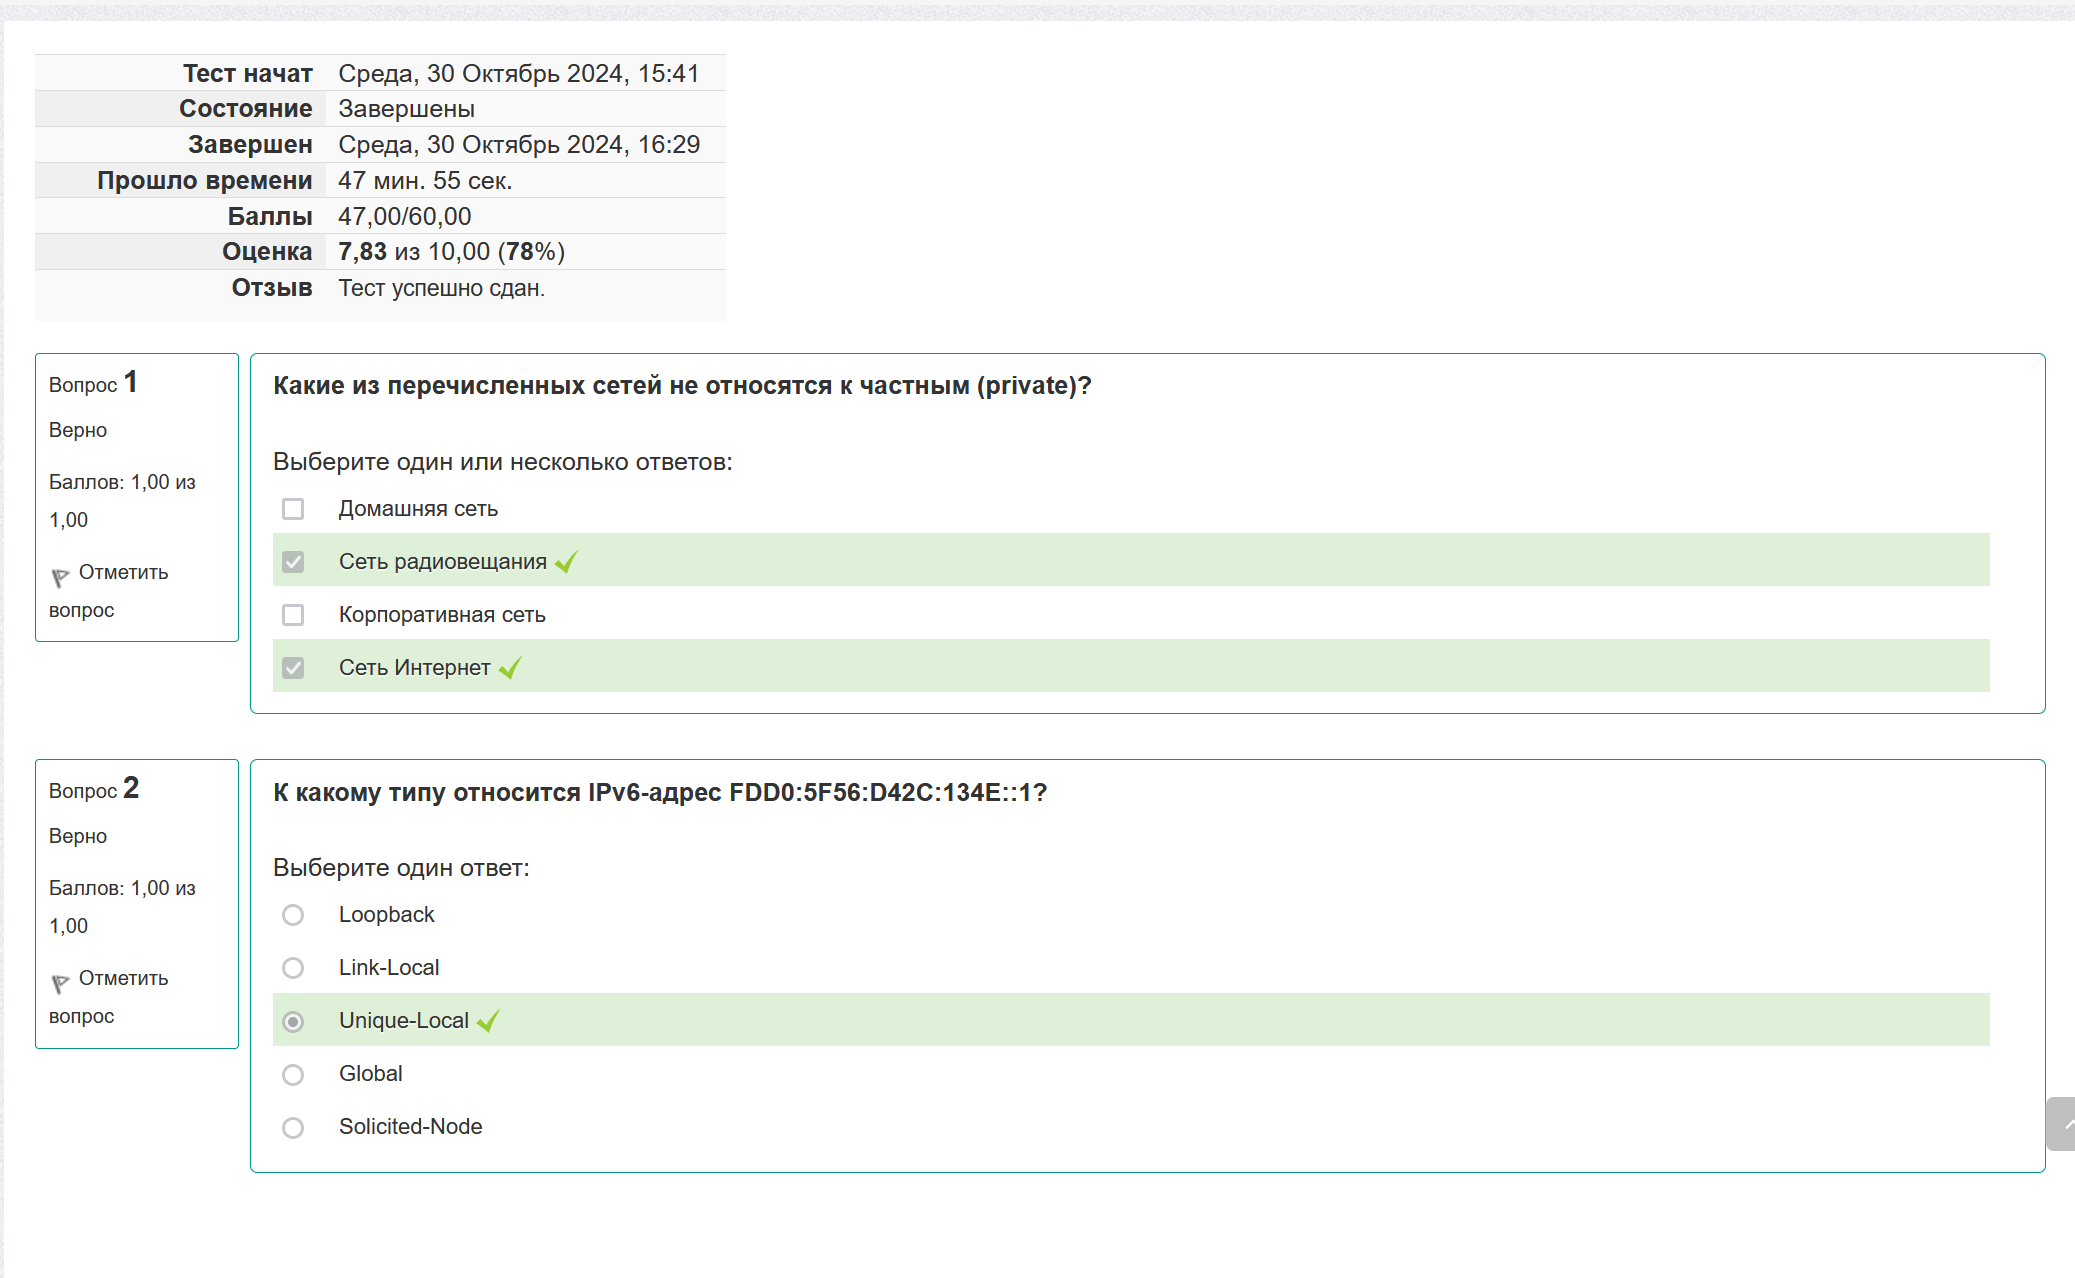 Тест начат Среда, 30 Октябрь 2024, 15:41
Состояние Завершены
Завершен Среда, 30 Октябрь 2024, 16:29
Прошло времени 47 мин. 55 сек.
Баллы 47,00/60,00
Оценка 7,83 из 10,00 (78%)
Отзыв Тест успешно сдан.
Вопрос 1
Верно
Баллов: 1,00 из
1,00
Отметить
вопрос
Какие из перечисленных сетей не относятся к частным (private)?
Выберите один или несколько ответов:
Домашняя сеть
Сеть радиовещания
Корпоративная сеть
Сеть Интернет
Вопрос 2
Верно
Баллов: 1,00 из
1,00
Отметить
вопрос
К какому типу относится IPv6-адрес FDD0:5F56:D42C:134E::1?
Выберите один ответ:
Loopback
Link-Local
Unique-Local
Global
Solicited-Node